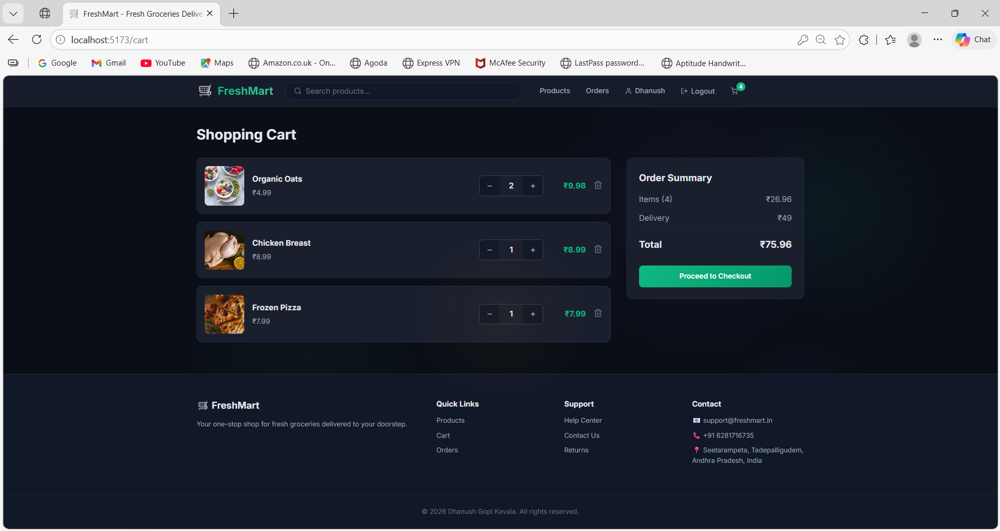 FreshMart - Fresh Groceries Delive
localhost:5173/cart
Chat
Google
Gmail
YouTube
Maps
Amazon.co.uk - On...
Agoda
Express VPN
McAfee Security
LastPass password...
Aptitude Handwrit...
FreshMart
Search products...
Products
Orders
Dhanush
Logout
4
Shopping Cart
Organic Oats
₹4.99
− 2 +
₹9.98
Chicken Breast
₹8.99
− 1 +
₹8.99
Frozen Pizza
₹7.99
− 1 +
₹7.99
Order Summary
Items (4) ₹26.96
Delivery ₹49
Total ₹75.96
Proceed to Checkout
FreshMart
Your one-stop shop for fresh groceries delivered to your doorstep.
Quick Links
Products
Cart
Orders
Support
Help Center
Contact Us
Returns
Contact
support@freshmart.in
+91 6281716735
Seetarampeta, Tadepalligudem,
Andhra Pradesh, India
© 2026 Dhanush Gopi Kavala. All rights reserved.